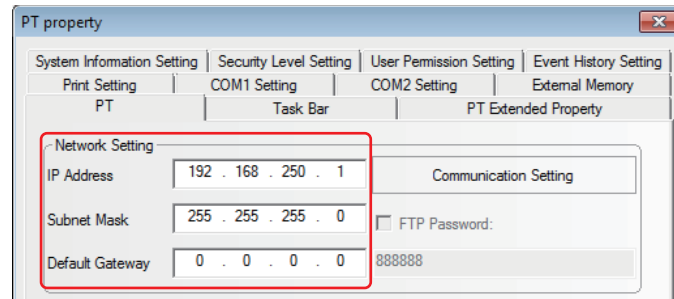 PT property
System Information Setting Security Level Setting User Permission Setting Event History Setting
Print Setting COM1 Setting COM2 Setting External Memory
PT Task Bar PT Extended Property
Network Setting
IP Address 192 . 168 . 250 . 1 Communication Setting
Subnet Mask 255 . 255 . 255 . 0 FTP Password:
Default Gateway 0 . 0 . 0 . 0 888888